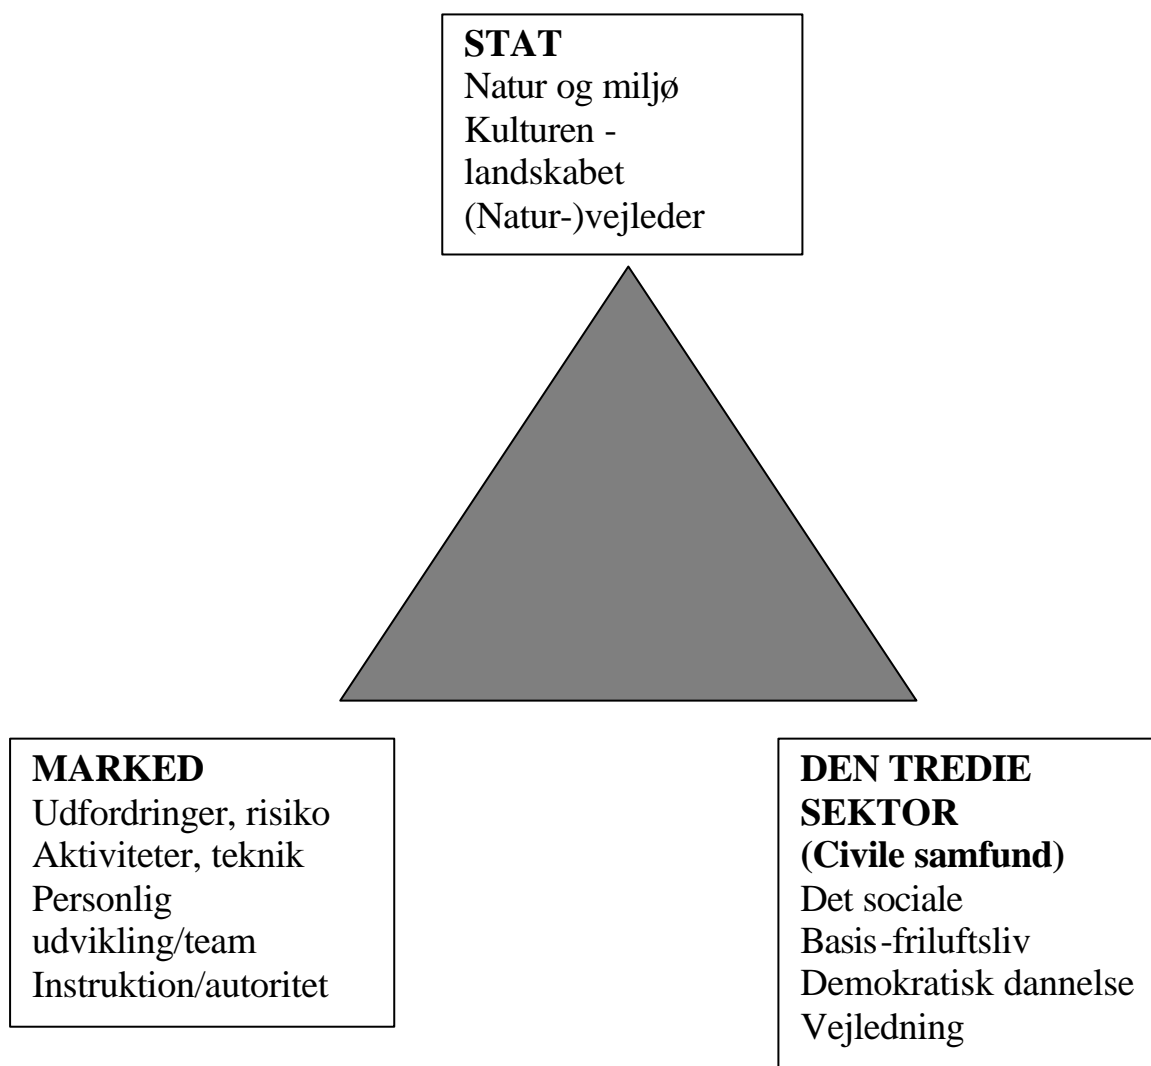 STAT
Natur og miljø
Kulturen -
landskabet
(Natur-)vejleder
MARKED
Udfordringer, risiko
Aktiviteter, teknik
Personlig
udvikling/team
Instruktion/autoritet
DEN TREDIE
SEKTOR
(Civile samfund)
Det sociale
Basis-friluftsliv
Demokratisk dannelse
Vejledning